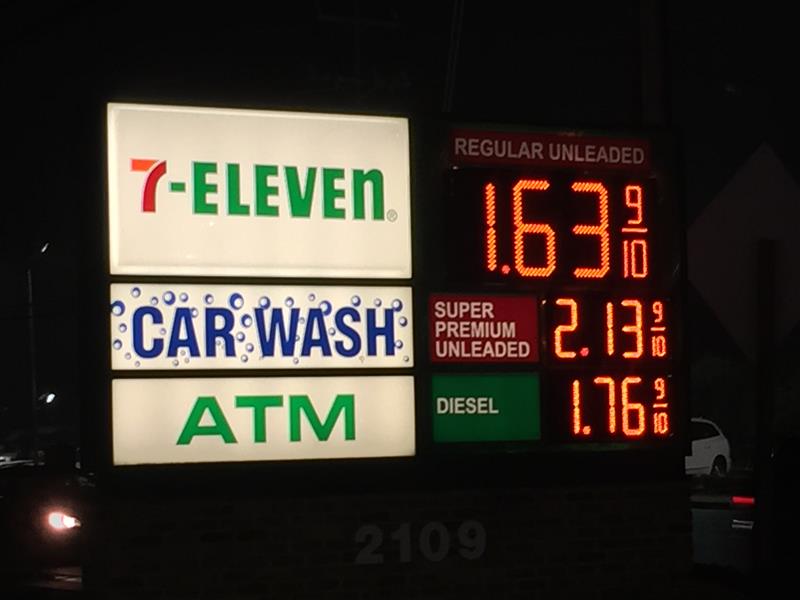 7-ELEVEn®
CAR WASH
ATM
REGULAR UNLEADED
1.63 9/10
SUPER
PREMIUM
UNLEADED
2.13 9/10
DIESEL
1.76 9/10
2109